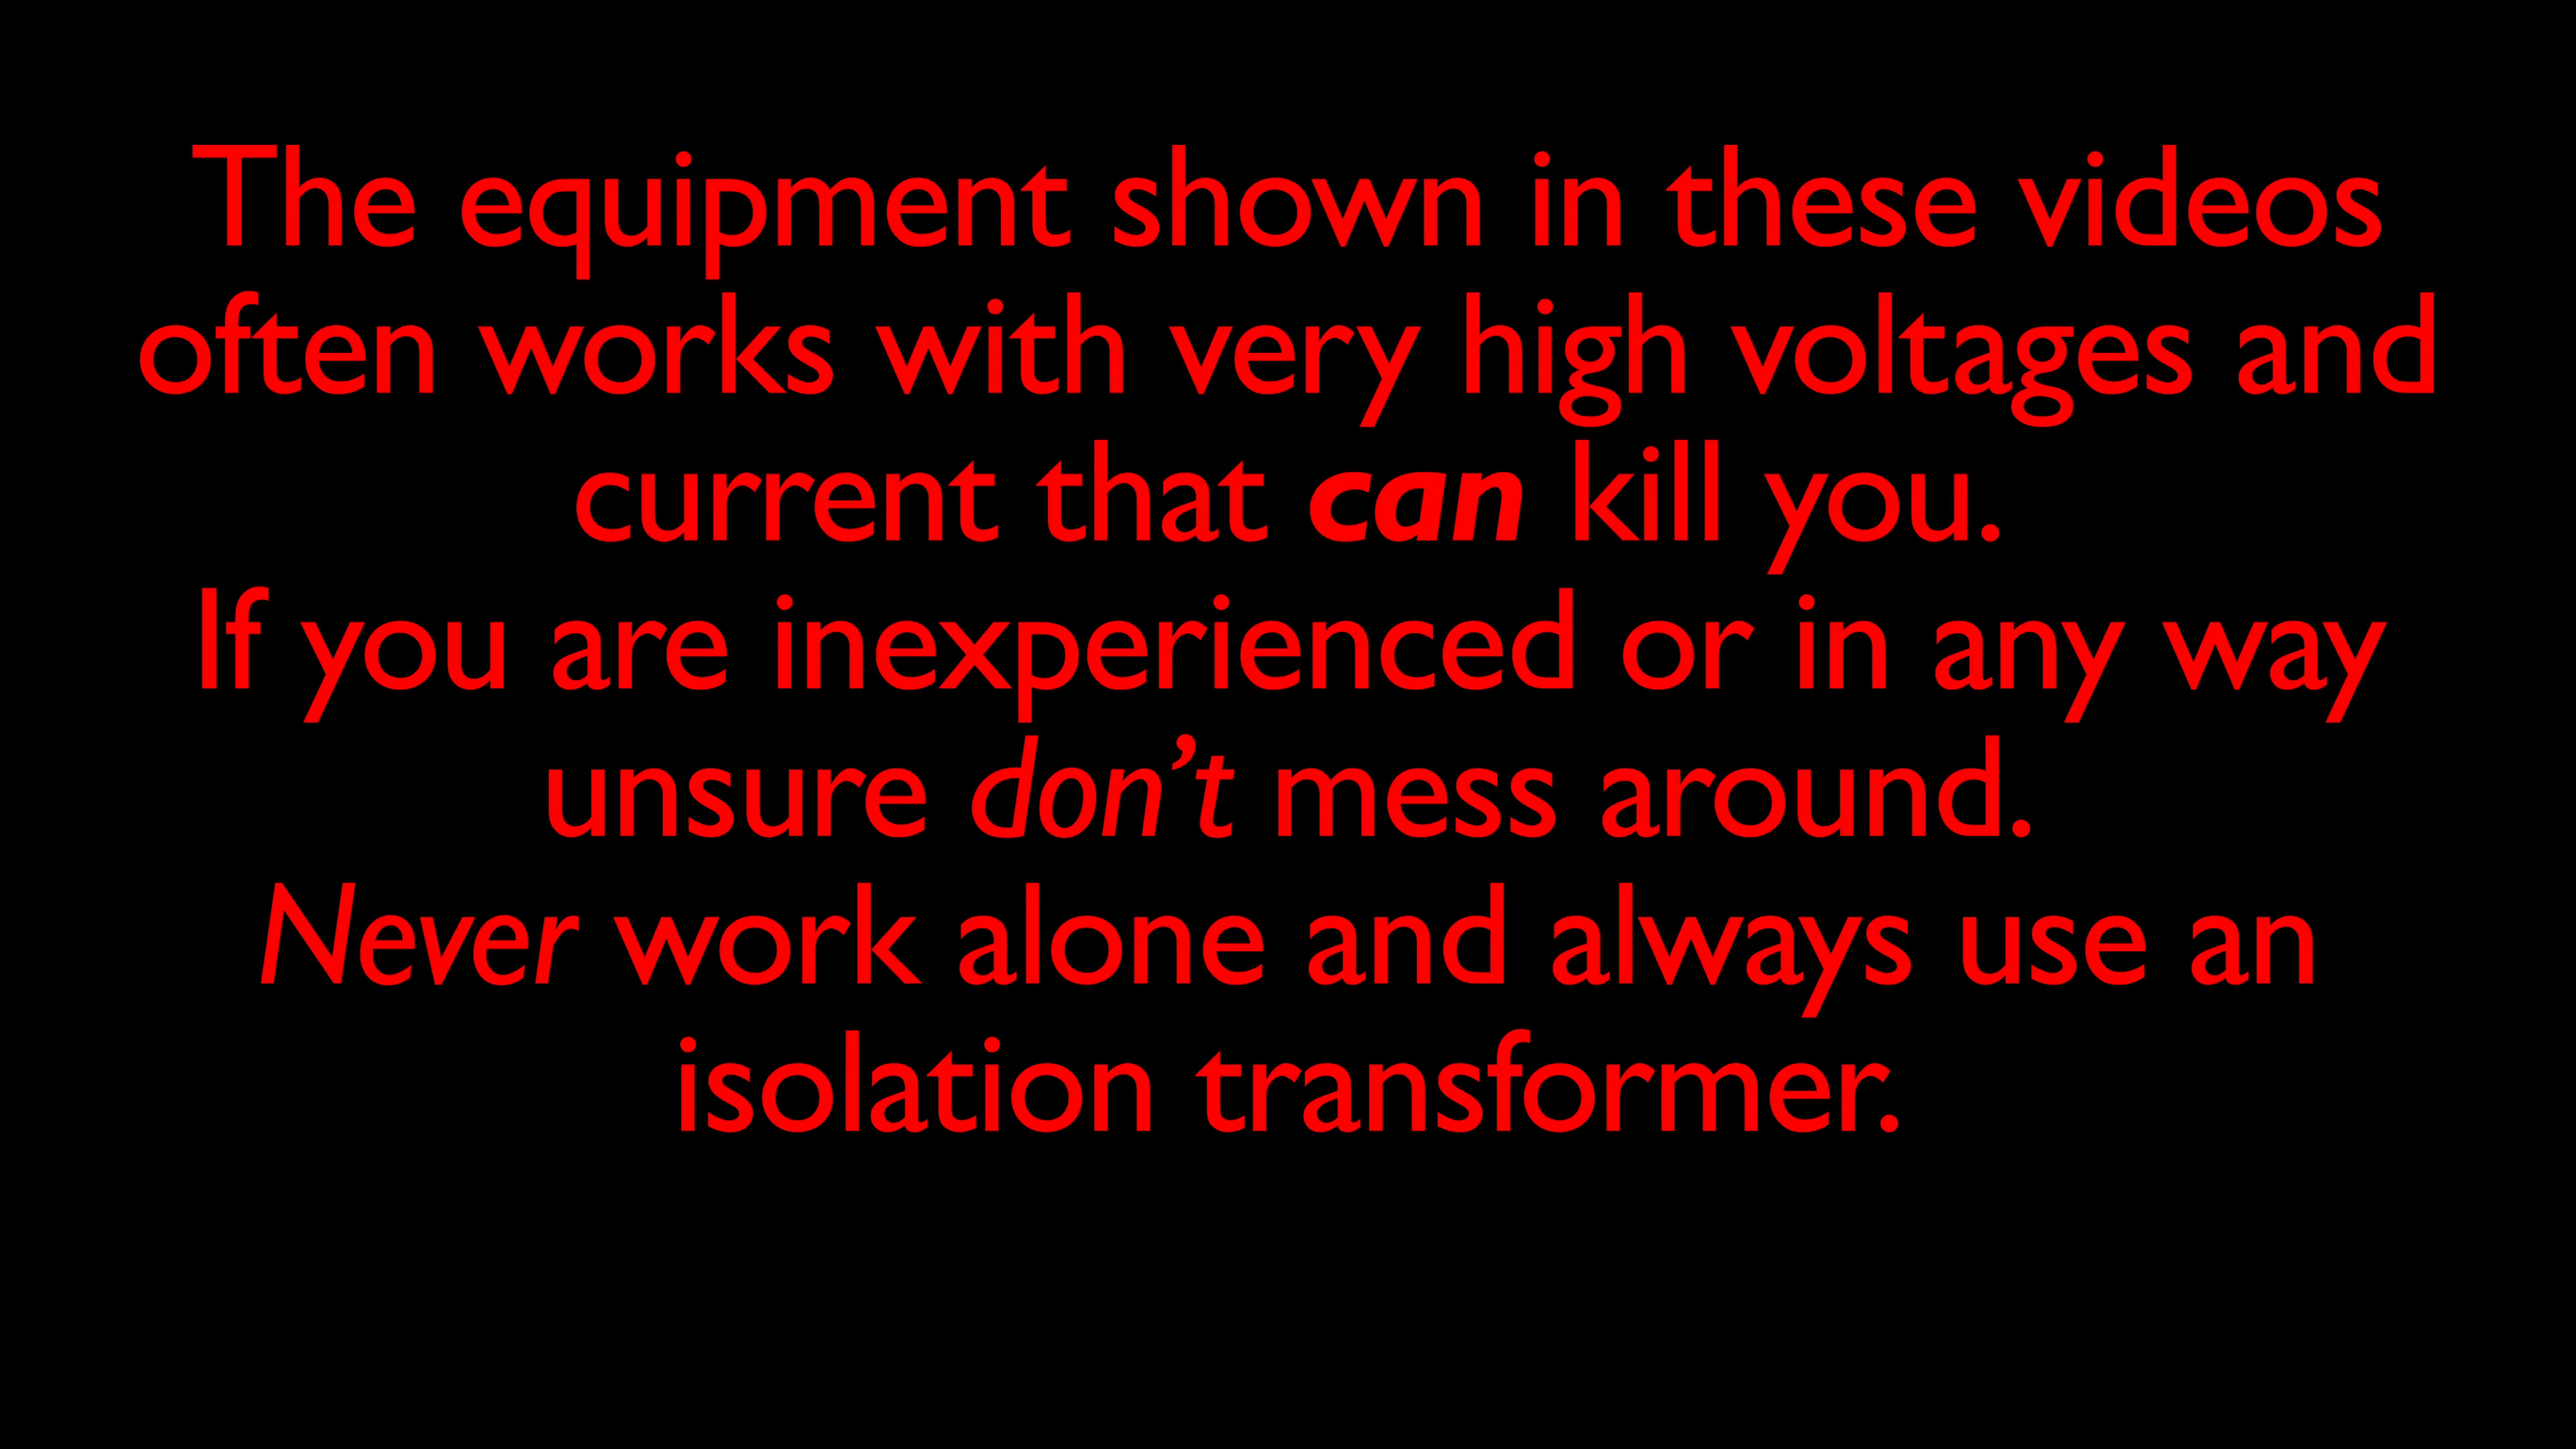 The equipment shown in these videos
often works with very high voltages and
current that can kill you.
If you are inexperienced or in any way
unsure don’t mess around.
Never work alone and always use an
isolation transformer.